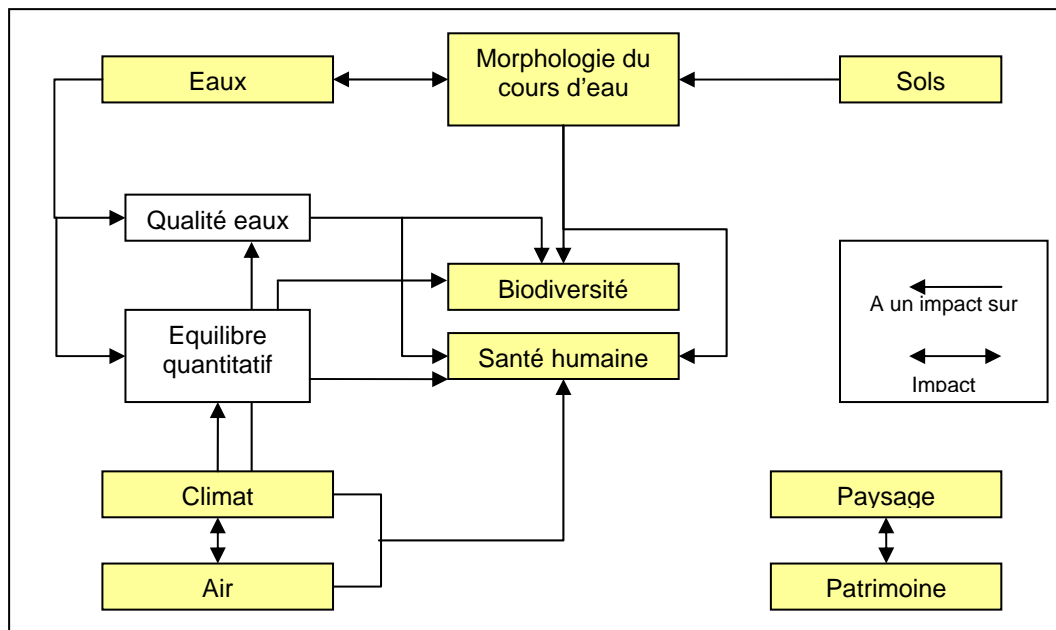 Eaux
Morphologie du
cours d'eau
Sols
Qualité eaux
Biodiversité
A un impact sur
Equilibre
quantitatif
Santé humaine
Impact
Climat
Paysage
Air
Patrimoine